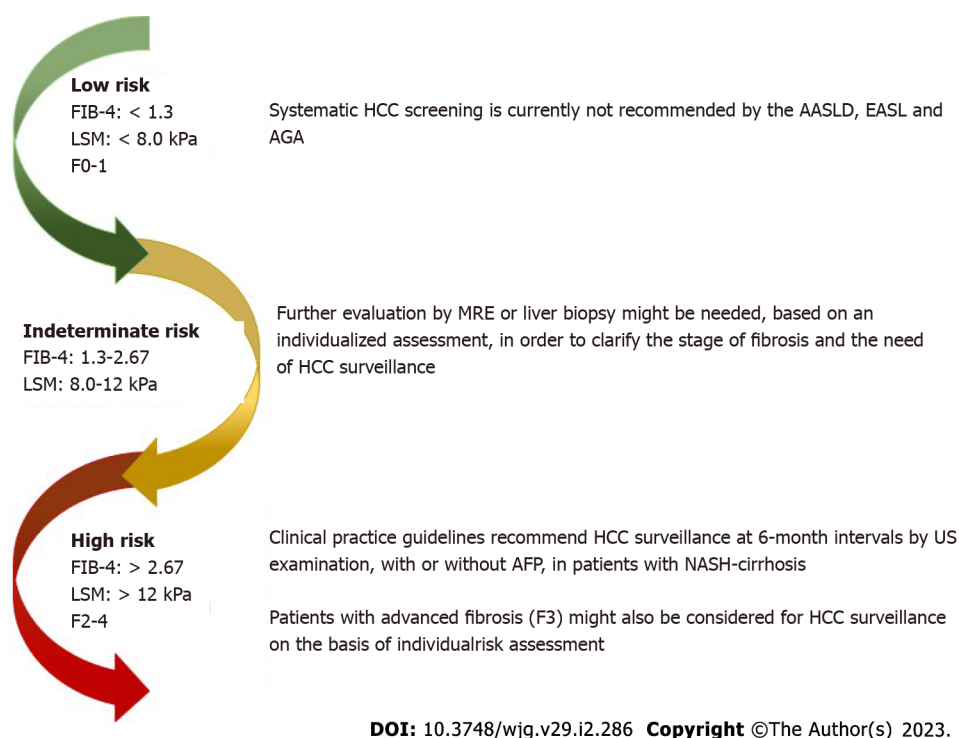 Low risk
FIB-4: < 1.3
LSM: < 8.0 kPa
F0-1
Systematic HCC screening is currently not recommended by the AASLD, EASL and
AGA
Indeterminate risk
FIB-4: 1.3-2.67
LSM: 8.0-12 kPa
Further evaluation by MRE or liver biopsy might be needed, based on an
individualized assessment, in order to clarify the stage of fibrosis and the need
of HCC surveillance
High risk
FIB-4: > 2.67
LSM: > 12 kPa
F2-4
Clinical practice guidelines recommend HCC surveillance at 6-month intervals by US
examination, with or without AFP, in patients with NASH-cirrhosis
Patients with advanced fibrosis (F3) might also be considered for HCC surveillance
on the basis of individualrisk assessment
DOI: 10.3748/wjg.v29.i2.286 Copyright ©The Author(s) 2023.